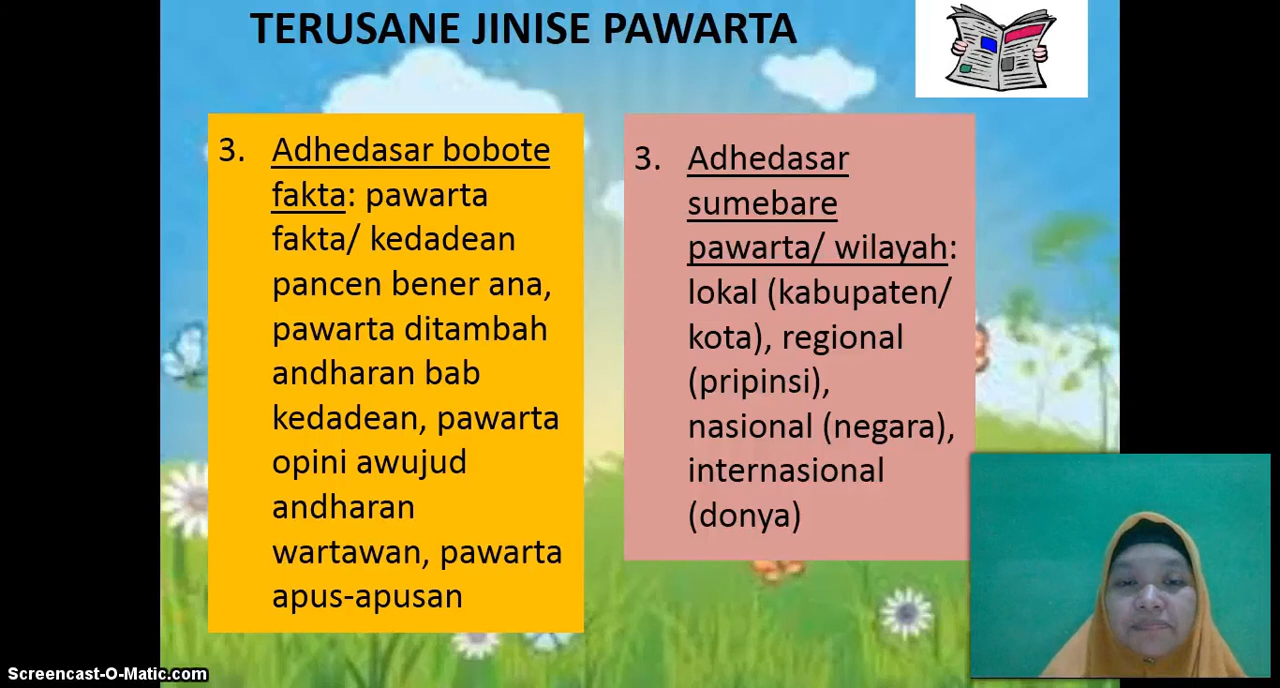 TERUSANE JINISE PAWARTA
3. Adhedasar bobote
fakta: pawarta
fakta/ kedadean
pancen bener ana,
pawarta ditambah
andharan bab
kedadean, pawarta
opini awujud
andharan
wartawan, pawarta
apus-apusan
3. Adhedasar
sumebare
pawarta/ wilayah:
lokal (kabupaten/
kota), regional
(pripinsi),
nasional (negara),
internasional
(donya)
Screencast-O-Matic.com